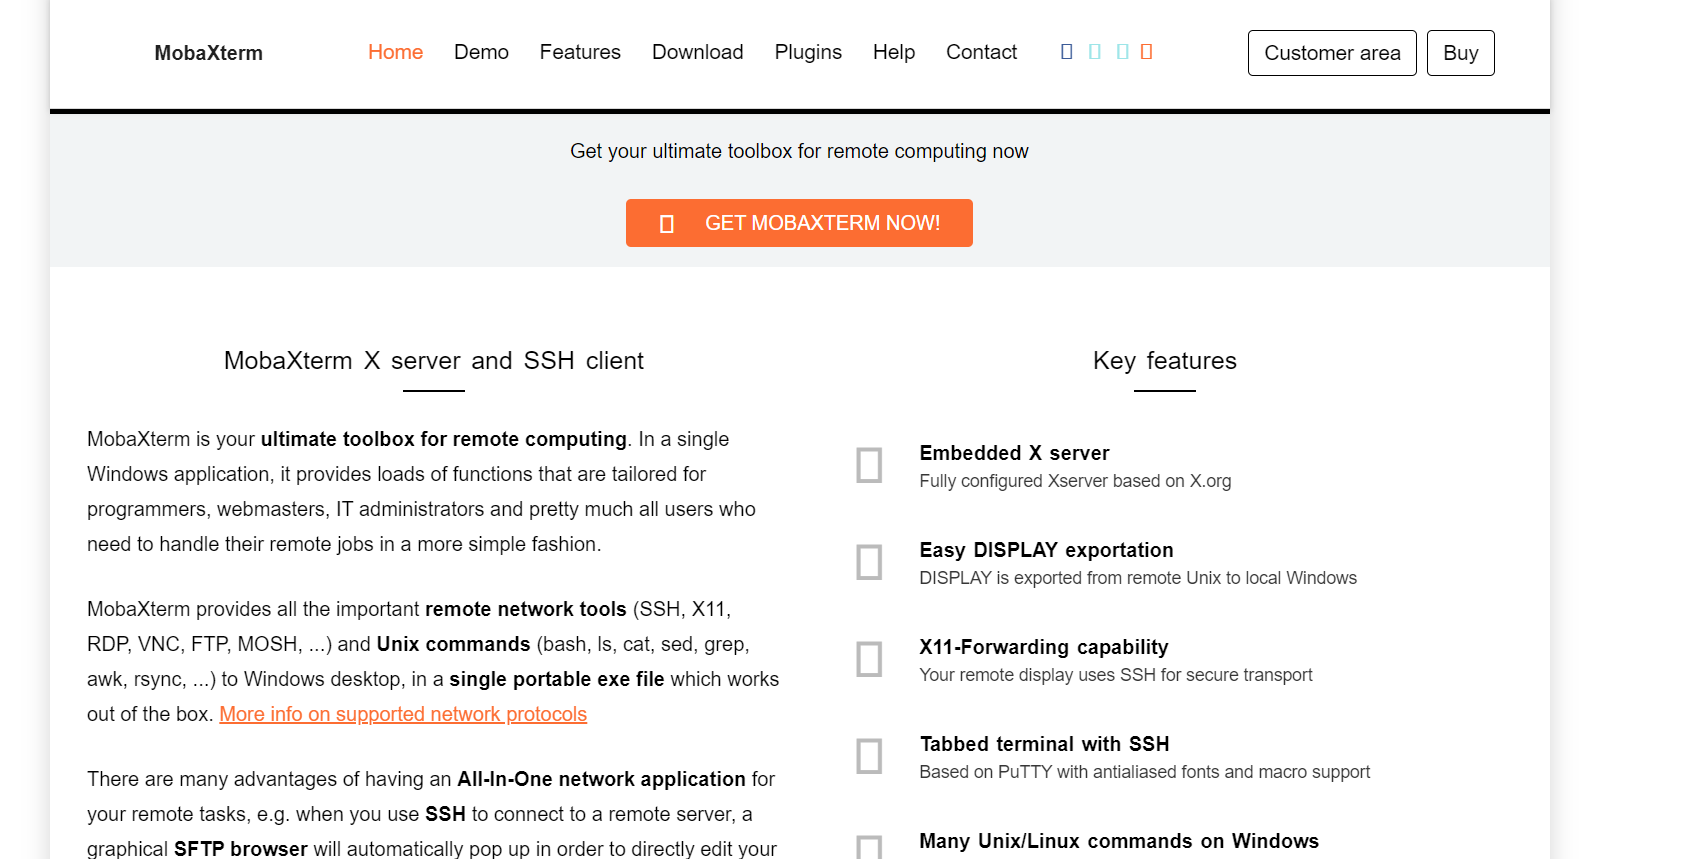 MobaXterm
Home Demo Features Download Plugins Help Contact
Customer area Buy
Get your ultimate toolbox for remote computing now
GET MOBAXTERM NOW!
MobaXterm X server and SSH client
MobaXterm is your ultimate toolbox for remote computing. In a single
Windows application, it provides loads of functions that are tailored for
programmers, webmasters, IT administrators and pretty much all users who
need to handle their remote jobs in a more simple fashion.
MobaXterm provides all the important remote network tools (SSH, X11,
RDP, VNC, FTP, MOSH, ...) and Unix commands (bash, ls, cat, sed, grep,
awk, rsync, ...) to Windows desktop, in a single portable exe file which works
out of the box. More info on supported network protocols
There are many advantages of having an All-In-One network application for
your remote tasks, e.g. when you use SSH to connect to a remote server, a
graphical SFTP browser will automatically pop up in order to directly edit your
Key features
Embedded X server
Fully configured Xserver based on X.org
Easy DISPLAY exportation
DISPLAY is exported from remote Unix to local Windows
X11-Forwarding capability
Your remote display uses SSH for secure transport
Tabbed terminal with SSH
Based on PuTTY with antialiased fonts and macro support
Many Unix/Linux commands on Windows